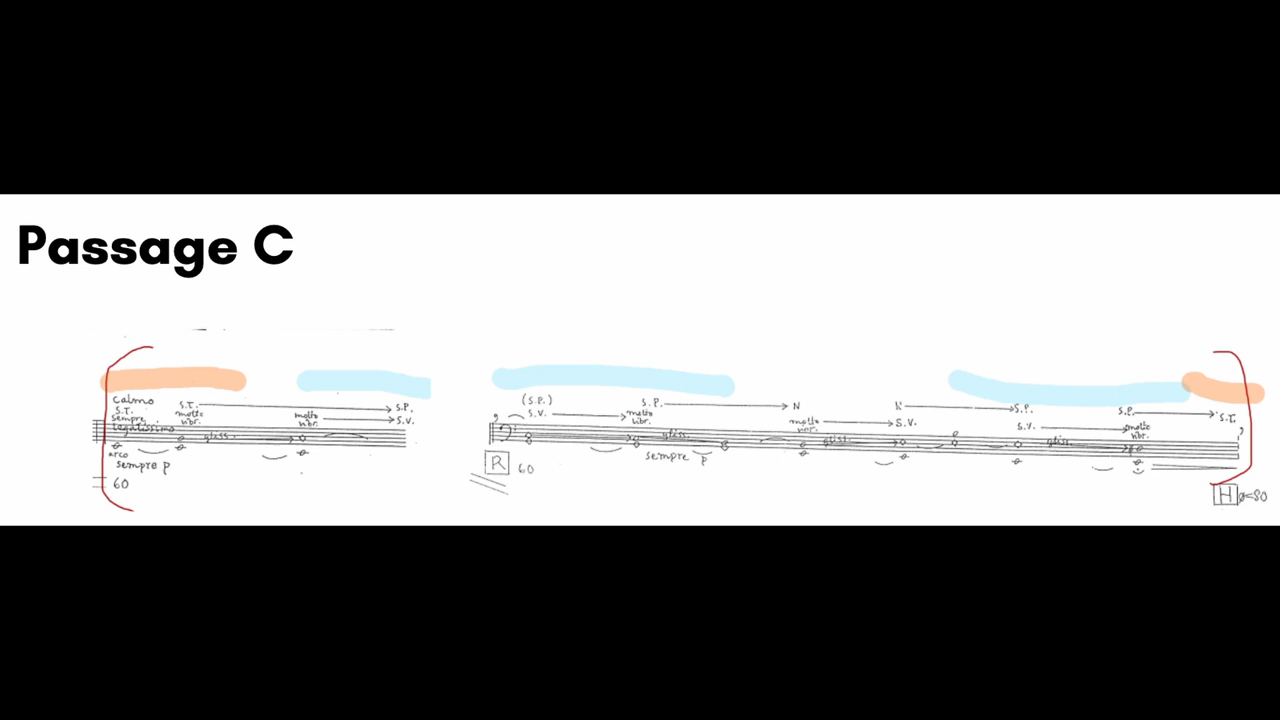 Passage C
calmo
S.T.
sempre
legatissimo
S.T. S.P.
molto
vibr.
molto
vibr. S.V.
gliss.
arco
sempre p
60
(S.P.) S.P. N N S.P. S.P. S.T.
S.V. molto
vibr.
molto
vibr. S.V. S.V. molto
vibr.
gliss. gliss. gliss.
sempre p
R 60
H